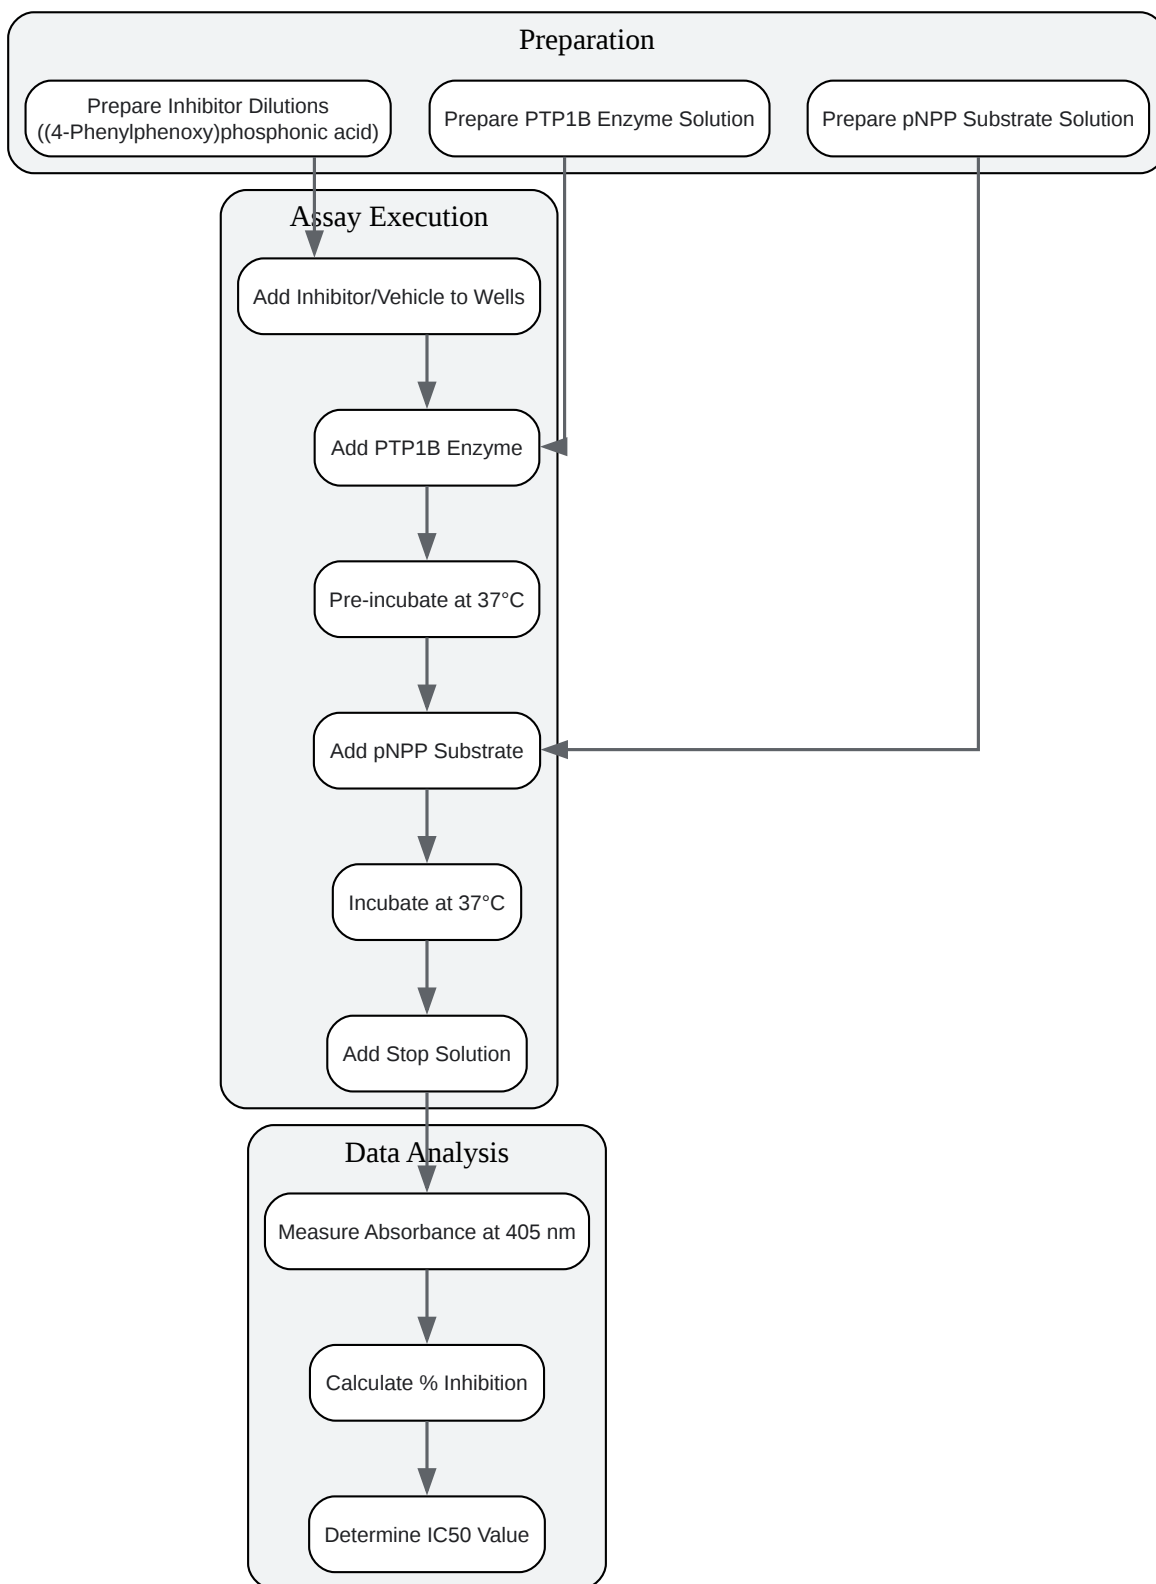 Preparation
Prepare Inhibitor Dilutions
((4-Phenylphenoxy)phosphonic acid)
Prepare PTP1B Enzyme Solution
Prepare pNPP Substrate Solution
Assay Execution
Add Inhibitor/Vehicle to Wells
Add PTP1B Enzyme
Pre-incubate at 37°C
Add pNPP Substrate
Incubate at 37°C
Add Stop Solution
Data Analysis
Measure Absorbance at 405 nm
Calculate % Inhibition
Determine IC50 Value